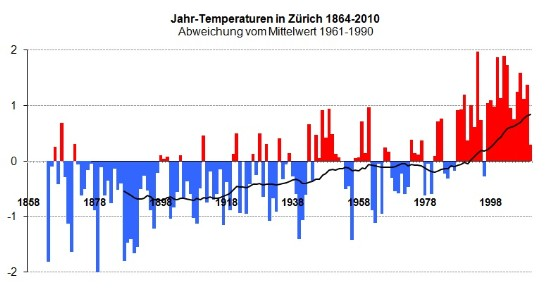 Jahr-Temperaturen in Zürich 1864-2010
Abweichung vom Mittelwert 1961-1990
2
1
0
1858 1878 1898 1918 1938 1958 1978 1998
-1
-2